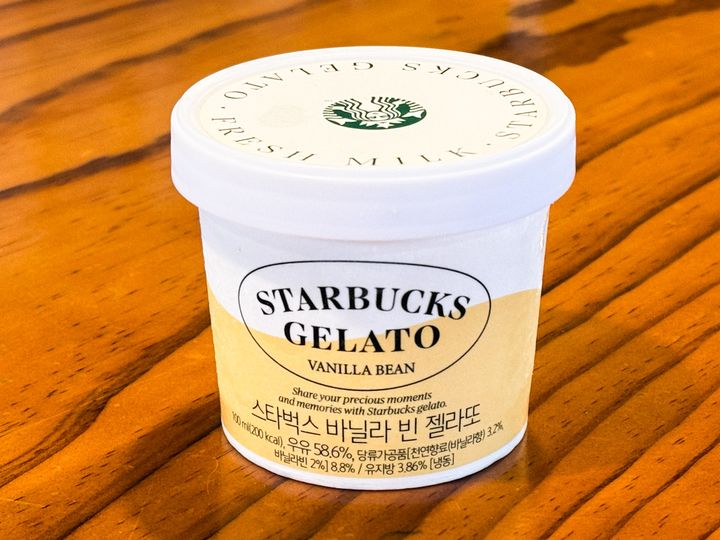 STARBUCKS GELATO · FRESH MILK ·
STARBUCKS
GELATO
VANILLA BEAN
Share your precious moments
and memories with Starbucks gelato.
스타벅스 바닐라 빈 젤라또
100 ml(200 kcal), 우유 58.6%, 당류가공품[천연향료(바닐라향) 3.2%,
바닐라빈 2%] 8.8% / 유지방 3.86% [냉동]